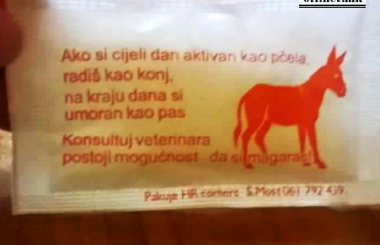 Ako si cijeli dan aktivan kao pčela,
radiš kao konj,
na kraju dana si
umoran kao pas
Konsultuj veterinara
postoji mogućnost da si magarac!
Pakuje HR comerc S.Most 061 792 439.